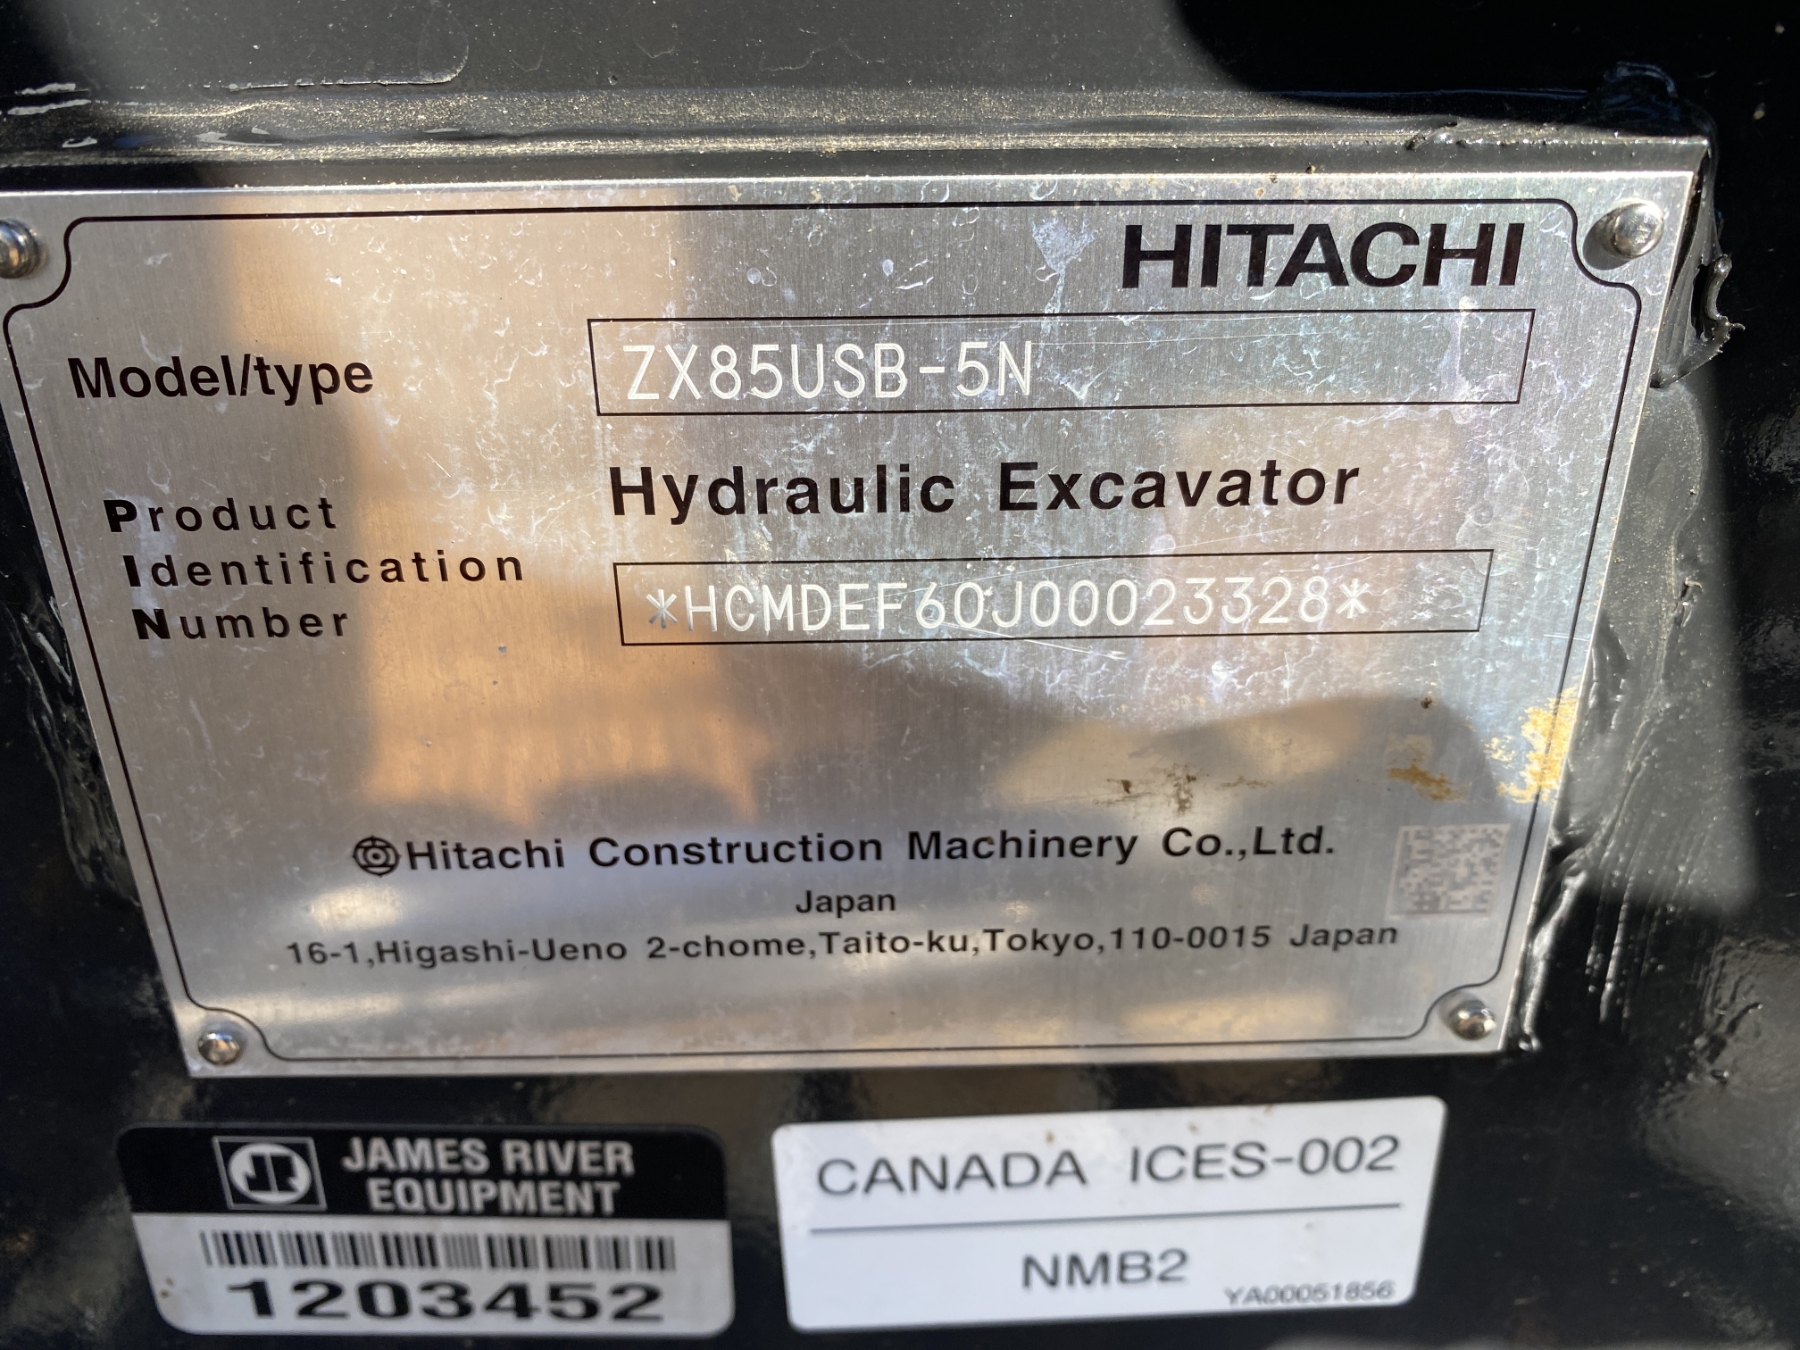 HITACHI
Model/type ZX85USB-5N
Hydraulic Excavator
Product
Identification
Number *HCMDEF60J00023328*
Hitachi Construction Machinery Co.,Ltd.
Japan
16-1,Higashi-Ueno 2-chome,Taito-ku,Tokyo,110-0015 Japan
JR JAMES RIVER
EQUIPMENT
1203452
CANADA ICES-002
NMB2
YA00051856